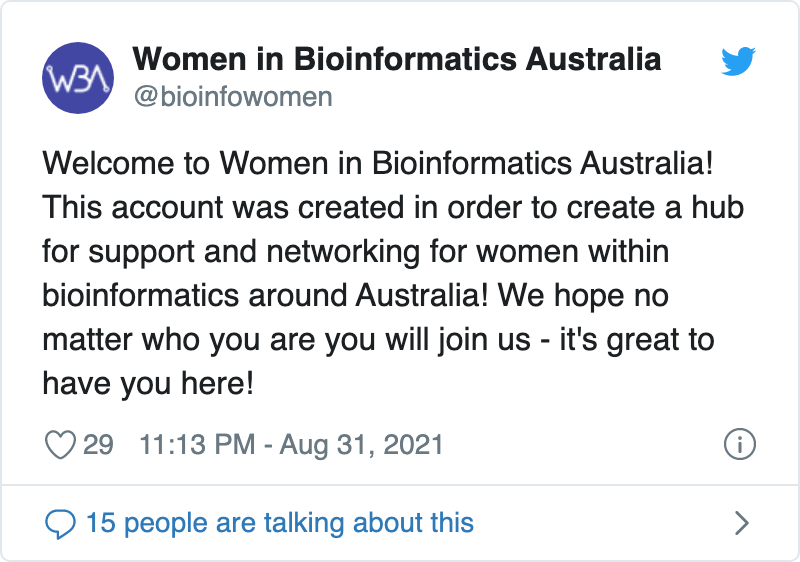 WBA
Women in Bioinformatics Australia
@bioinfowomen
Welcome to Women in Bioinformatics Australia!
This account was created in order to create a hub
for support and networking for women within
bioinformatics around Australia! We hope no
matter who you are you will join us - it's great to
have you here!
29 11:13 PM - Aug 31, 2021
15 people are talking about this